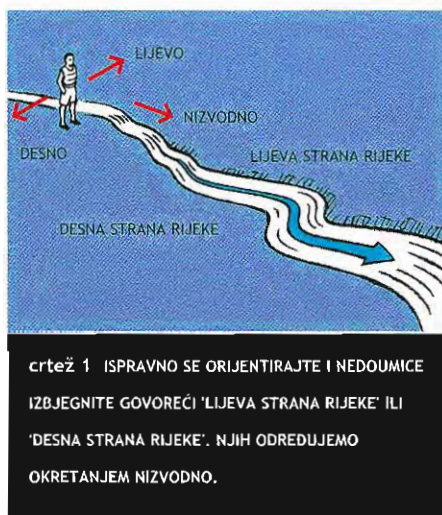 LIJEVO
NIZVODNO
DESNO
LIJEVA STRANA RIJEKE
DESNA STRANA RIJEKE
crtež 1 ISPRAVNO SE ORIJENTIRAJTE I NEDOUMICE
IZBJEGNITE GOVOREĆI 'LIJEVA STRANA RIJEKE' ILI
'DESNA STRANA RIJEKE'. NJIH ODREĐUJEMO
OKRETANJEM NIZVODNO.